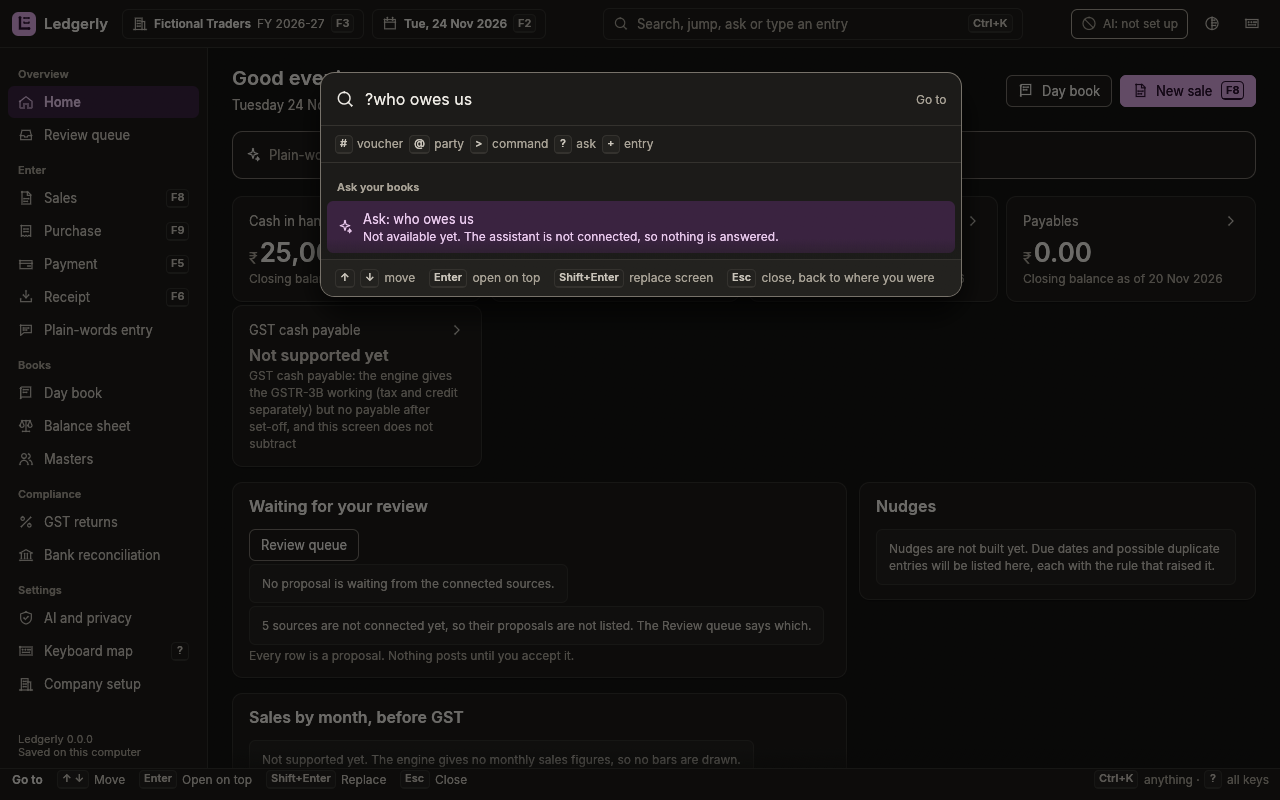 Ledgerly
Fictional Traders FY 2026-27 F3
Tue, 24 Nov 2026 F2
Search, jump, ask or type an entry Ctrl+K
AI: not set up
Overview
Home
Review queue
Enter
Sales F8
Purchase F9
Payment F5
Receipt F6
Plain-words entry
Books
Day book
Balance sheet
Masters
Compliance
GST returns
Bank reconciliation
Settings
AI and privacy
Keyboard map ?
Company setup
Ledgerly 0.0.0
Saved on this computer
Good
Tuesday 24
Day book
New sale F8
?who owes us Go to
# voucher @ party > command ? ask + entry
Ask your books
Ask: who owes us
Not available yet. The assistant is not connected, so nothing is answered.
↑ ↓ move Enter open on top Shift+Enter replace screen Esc close, back to where you were
Cash in
₹25,0
Closing
Payables
₹0.00
Closing balance as of 20 Nov 2026
GST cash payable
Not supported yet
GST cash payable: the engine gives
the GSTR-3B working (tax and credit
separately) but no payable after
set-off, and this screen does not
subtract
Waiting for your review
Review queue
No proposal is waiting from the connected sources.
5 sources are not connected yet, so their proposals are not listed. The Review queue says which.
Every row is a proposal. Nothing posts until you accept it.
Nudges
Nudges are not built yet. Due dates and possible duplicate
entries will be listed here, each with the rule that raised it.
Sales by month, before GST
Not supported yet. The engine gives no monthly sales figures, so no bars are drawn.
Go to ↑ ↓ Move Enter Open on top Shift+Enter Replace Esc Close
Ctrl+K anything · ? all keys